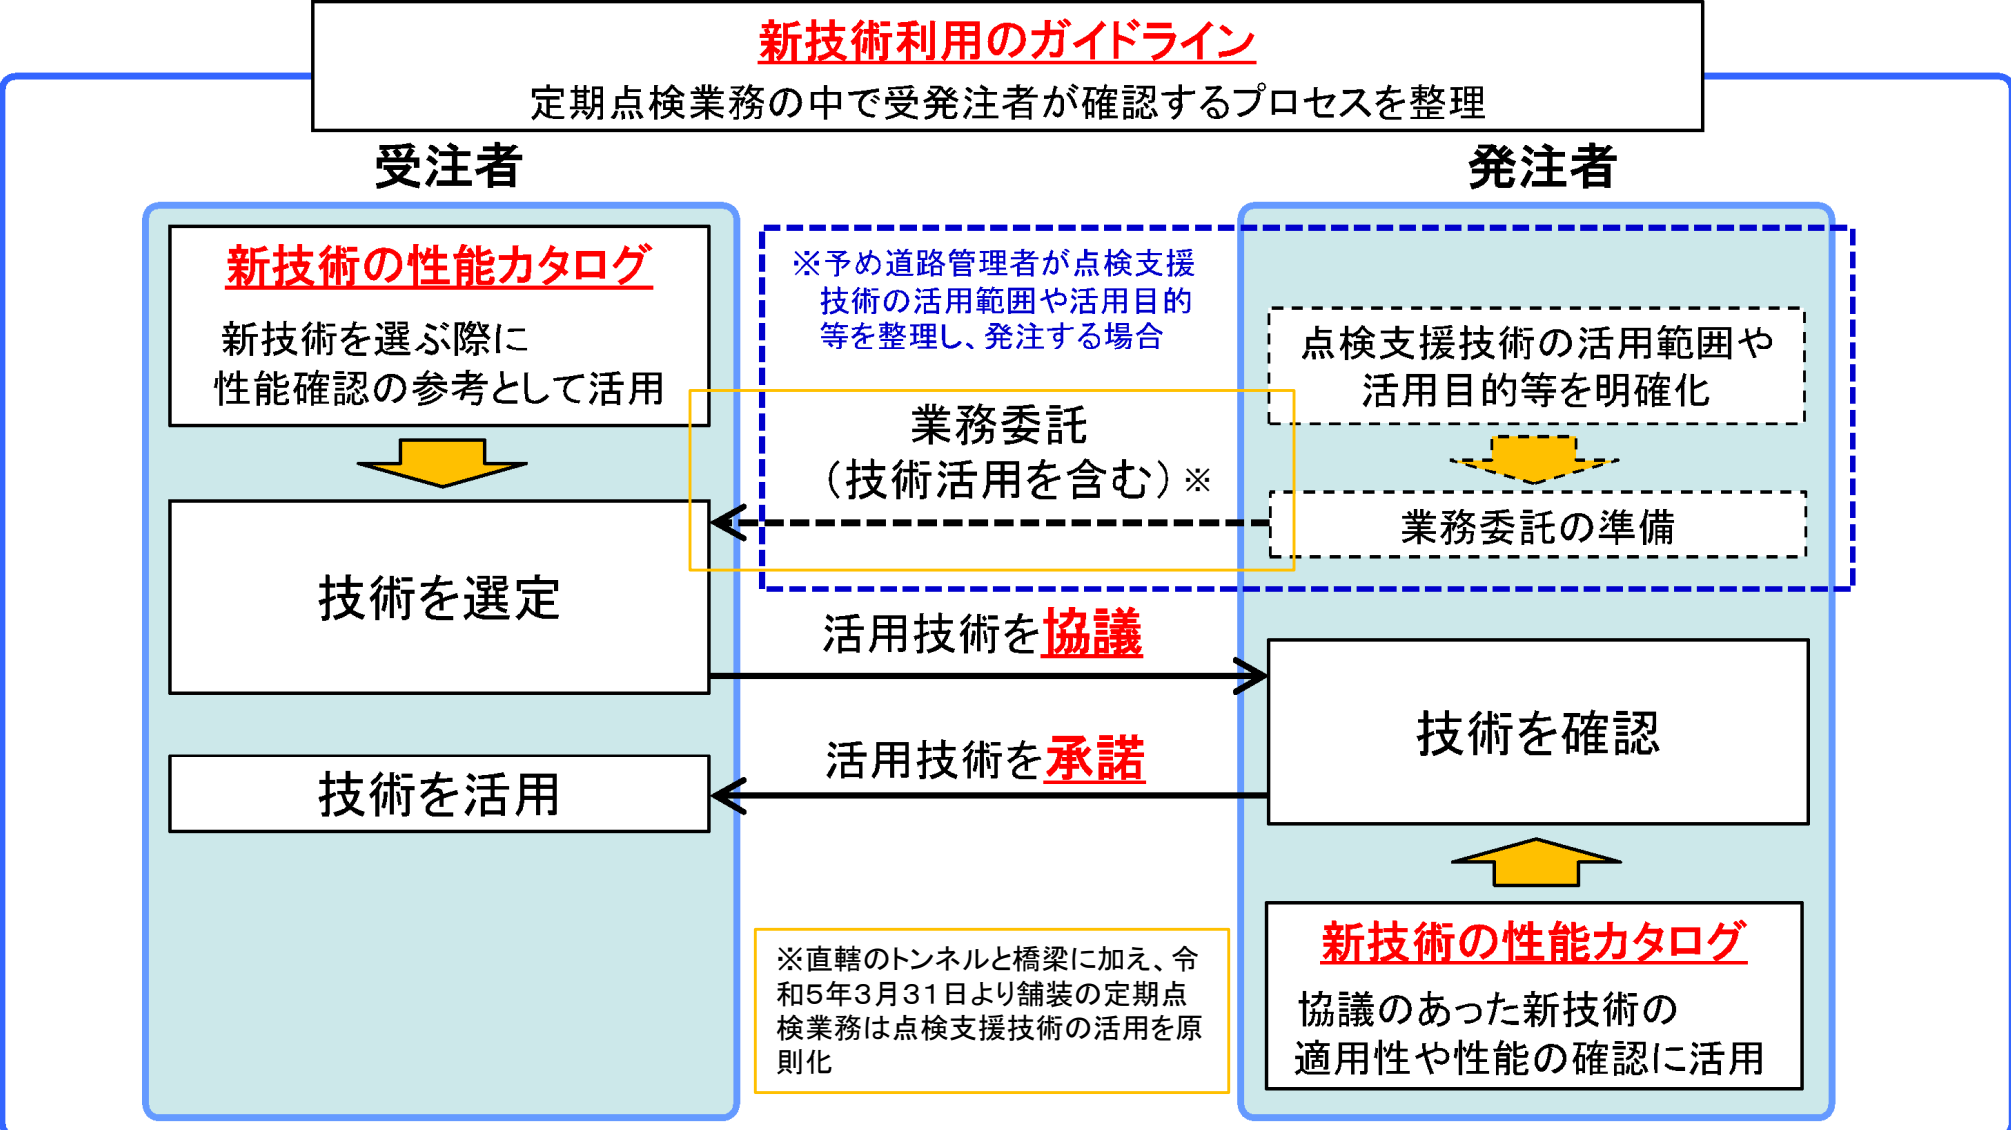 新技術利用のガイドライン
定期点検業務の中で受発注者が確認するプロセスを整理
受注者
新技術の性能カタログ
新技術を選ぶ際に
性能確認の参考として活用
技術を選定
技術を活用
※予め道路管理者が点検支援
技術の活用範囲や活用目的
等を整理し、発注する場合
業務委託
（技術活用を含む）※
活用技術を協議
活用技術を承諾
※直轄のトンネルと橋梁に加え、令
和5年3月31日より舗装の定期点
検業務は点検支援技術の活用を原
則化
発注者
点検支援技術の活用範囲や
活用目的等を明確化
業務委託の準備
技術を確認
新技術の性能カタログ
協議のあった新技術の
適用性や性能の確認に活用